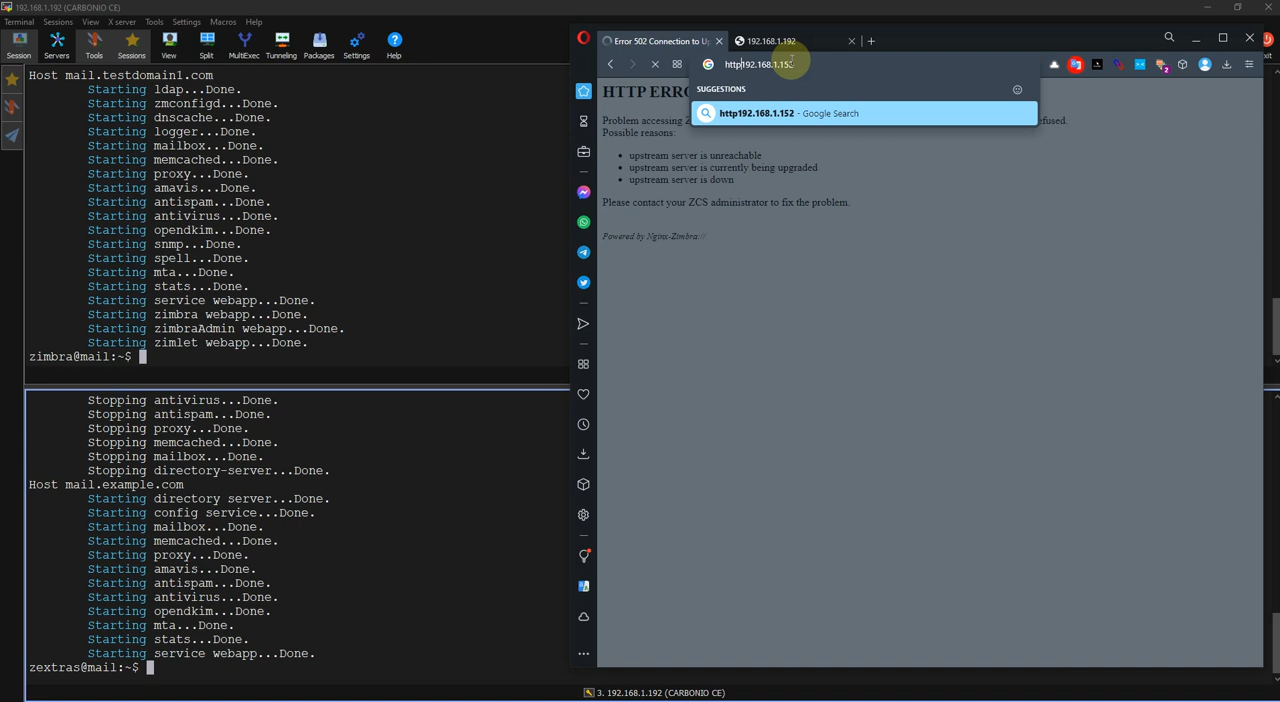 192.168.1.192 (CARBONIO CE)
Terminal Sessions View X server Tools Settings Macros Help
Session Servers Tools Sessions View Split MultiExec Tunneling Packages Settings Help
Host mail.testdomain1.com
Starting ldap...Done.
Starting zmconfigd...Done.
Starting dnscache...Done.
Starting logger...Done.
Starting mailbox...Done.
Starting memcached...Done.
Starting proxy...Done.
Starting amavis...Done.
Starting antispam...Done.
Starting antivirus...Done.
Starting opendkim...Done.
Starting snmp...Done.
Starting spell...Done.
Starting mta...Done.
Starting stats...Done.
Starting service webapp...Done.
Starting zimbra webapp...Done.
Starting zimbraAdmin webapp...Done.
Starting zimlet webapp...Done.
zimbra@mail:~$
Stopping antivirus...Done.
Stopping antispam...Done.
Stopping proxy...Done.
Stopping memcached...Done.
Stopping mailbox...Done.
Stopping directory-server...Done.
Host mail.example.com
Starting directory server...Done.
Starting config service...Done.
Starting mailbox...Done.
Starting memcached...Done.
Starting proxy...Done.
Starting amavis...Done.
Starting antispam...Done.
Starting antivirus...Done.
Starting opendkim...Done.
Starting mta...Done.
Starting stats...Done.
Starting service webapp...Done.
zextras@mail:~$
Error 502 Connection to Up
192.168.1.192
http192.168.1.152
SUGGESTIONS
http192.168.1.152 - Google Search
2
HTTP ERRO
Problem accessing Z
efused.
Possible reasons:
• upstream server is unreachable
• upstream server is currently being upgraded
• upstream server is down
Please contact your ZCS administrator to fix the problem.
Powered by Nginx-Zimbra://
3. 192.168.1.192 (CARBONIO CE)